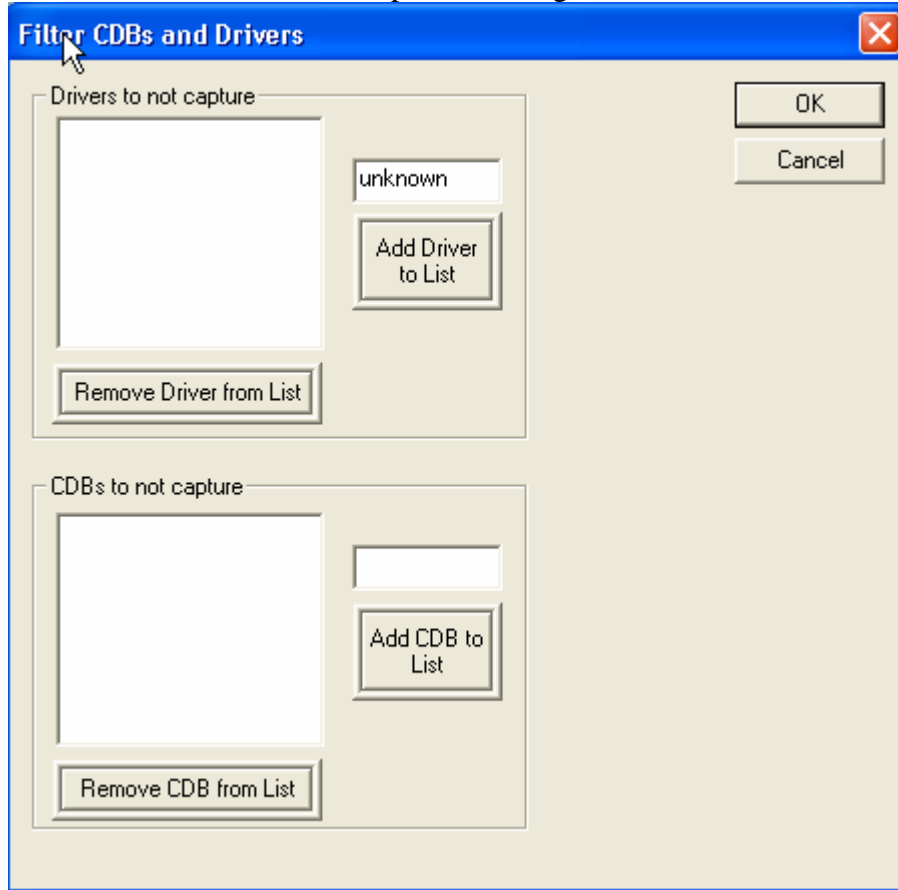 Filter CDBs and Drivers
Drivers to not capture
OK
Cancel
unknown
Add Driver
to List
Remove Driver from List
CDBs to not capture
Add CDB to
List
Remove CDB from List